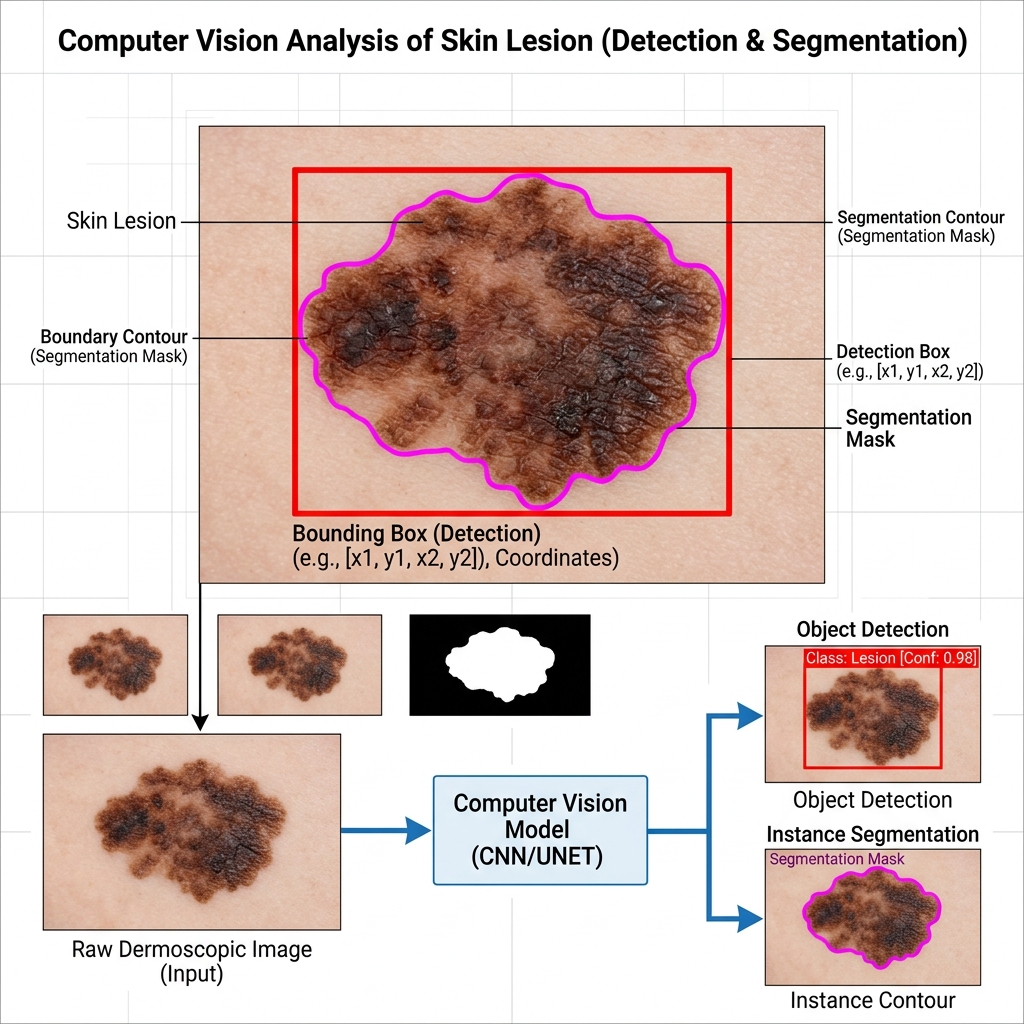 Computer Vision Analysis of Skin Lesion (Detection & Segmentation)
Skin Lesion
Segmentation Contour
(Segmentation Mask)
Boundary Contour
(Segmentation Mask)
Detection Box
(e.g., [x1, y1, x2, y2])
Segmentation
Mask
Bounding Box (Detection)
(e.g., [x1, y1, x2, y2]), Coordinates)
Object Detection
Class: Lesion [Conf: 0.98]
Object Detection
Computer Vision
Model
(CNN/UNET)
Instance Segmentation
Segmentation Mask
Instance Contour
Raw Dermoscopic Image
(Input)